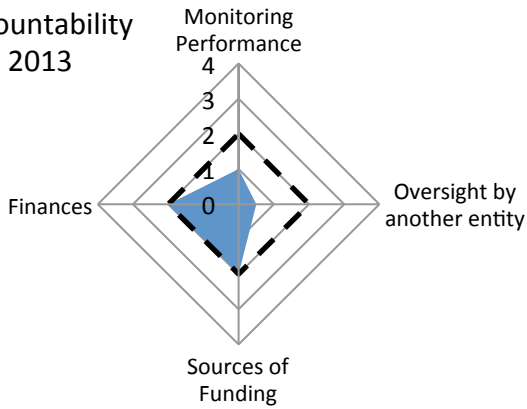 ountability
2013
Monitoring
Performance
4
3
2
1
0
Finances
Oversight by
another entity
Sources of
Funding